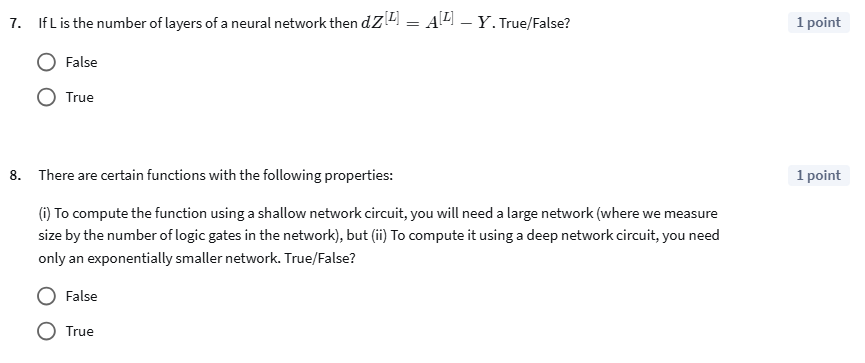 7. If L is the number of layers of a neural network then dZ^[L] = A^[L] − Y. True/False? 1 point
False
True
8. There are certain functions with the following properties: 1 point
(i) To compute the function using a shallow network circuit, you will need a large network (where we measure
size by the number of logic gates in the network), but (ii) To compute it using a deep network circuit, you need
only an exponentially smaller network. True/False?
False
True